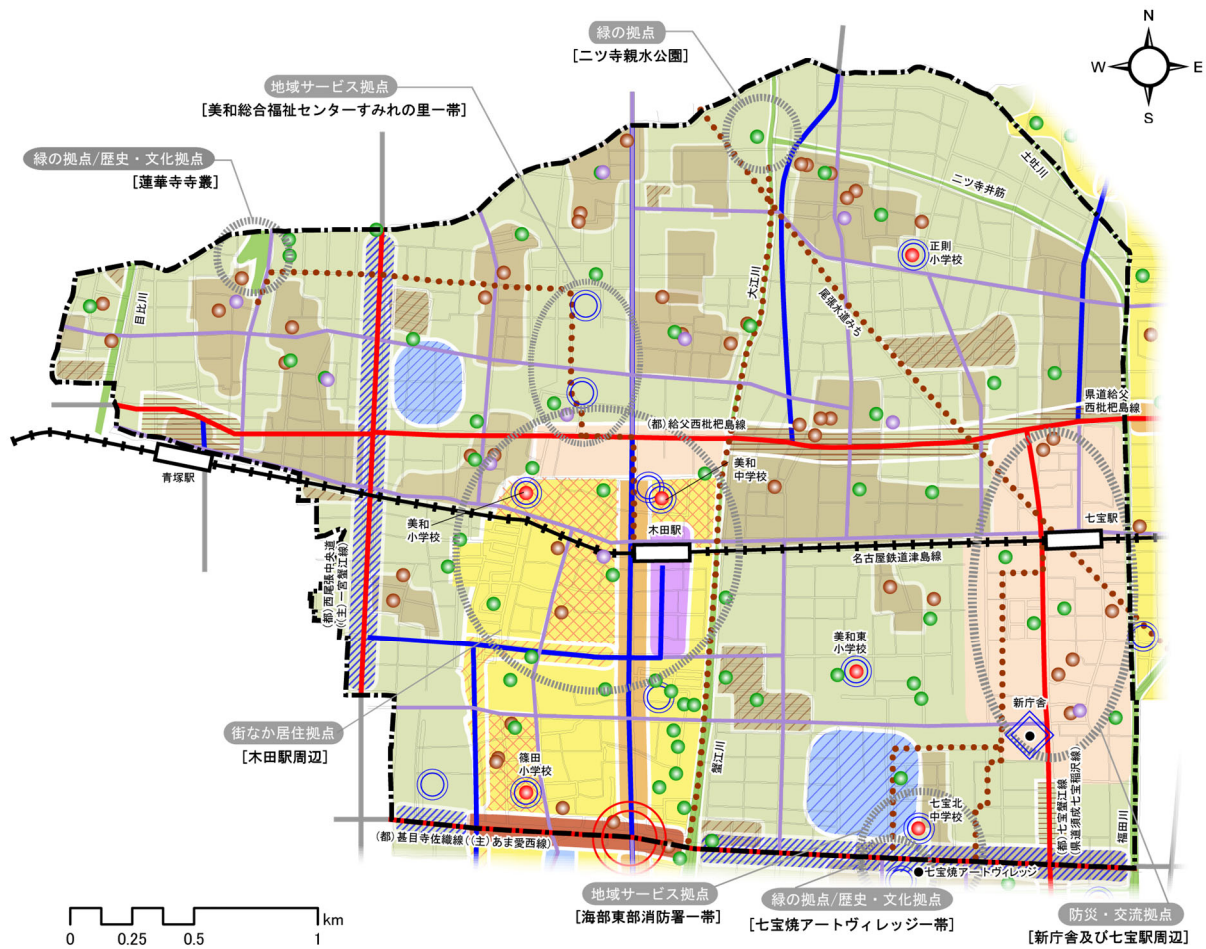 緑の拠点
[二ツ寺親水公園]
N
W
E
S
地域サービス拠点
[美和総合福祉センターすみれの里一帯]
緑の拠点/歴史・文化拠点
[蓮華寺寺叢]
土吐川
二ツ寺井筋
正則
小学校
目比川
大江川
尾張水道みち
県道給父
西枇杷島線
(都)給父西枇杷島線
青塚駅
美和
中学校
美和
小学校
木田駅
七宝駅
名古屋鉄道津島線
(都)西尾張中央道
((主)一宮蟹江線)
美和東
小学校
新庁舎
街なか居住拠点
[木田駅周辺]
篠田
小学校
蟹江川
七宝北
中学校
(都)七宝蟹江線
(県道須成七宝稲沢線)
福田川
(都)甚目寺佐織線((主)あま愛西線)
七宝焼アートヴィレッジ
地域サービス拠点
[海部東部消防署一帯]
緑の拠点/歴史・文化拠点
[七宝焼アートヴィレッジ一帯]
防災・交流拠点
[新庁舎及び七宝駅周辺]
km
0
0.25
0.5
1